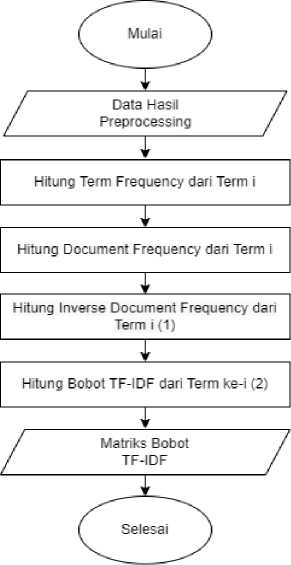 Mulai
Data Hasil
Preprocessing
Hitung Term Frequency dari Term i
Hitung Document Frequency dari Term i
Hitung Inverse Document Frequency dari
Term i (1)
Hitung Bobot TF-IDF dari Term ke-i (2)
Matriks Bobot
TF-IDF
Selesai